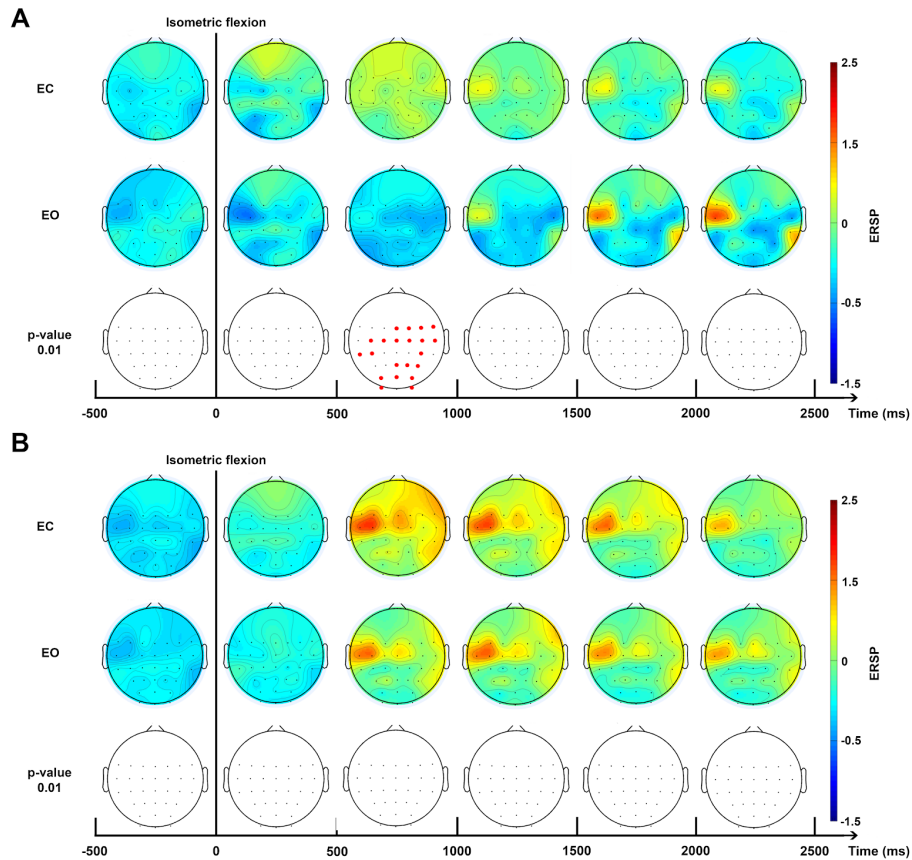 A
Isometric flexion
EC
EO
p-value
0.01
-500 0 500 1000 1500 2000 2500 Time (ms)
2.5
1.5
0
-0.5
-1.5
ERSP
B
Isometric flexion
EC
EO
p-value
0.01
-500 0 500 1000 1500 2000 2500 Time (ms)
2.5
1.5
0
-0.5
-1.5
ERSP